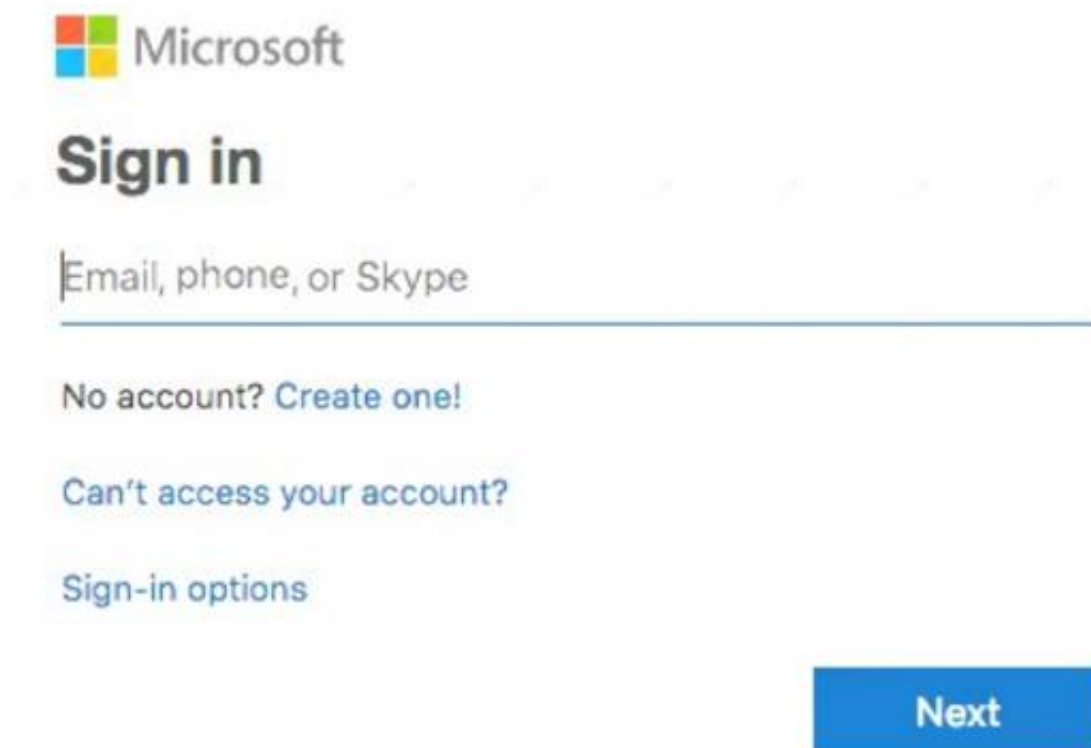 Microsoft
Sign in
Email, phone, or Skype
No account? Create one!
Can't access your account?
Sign-in options
Next